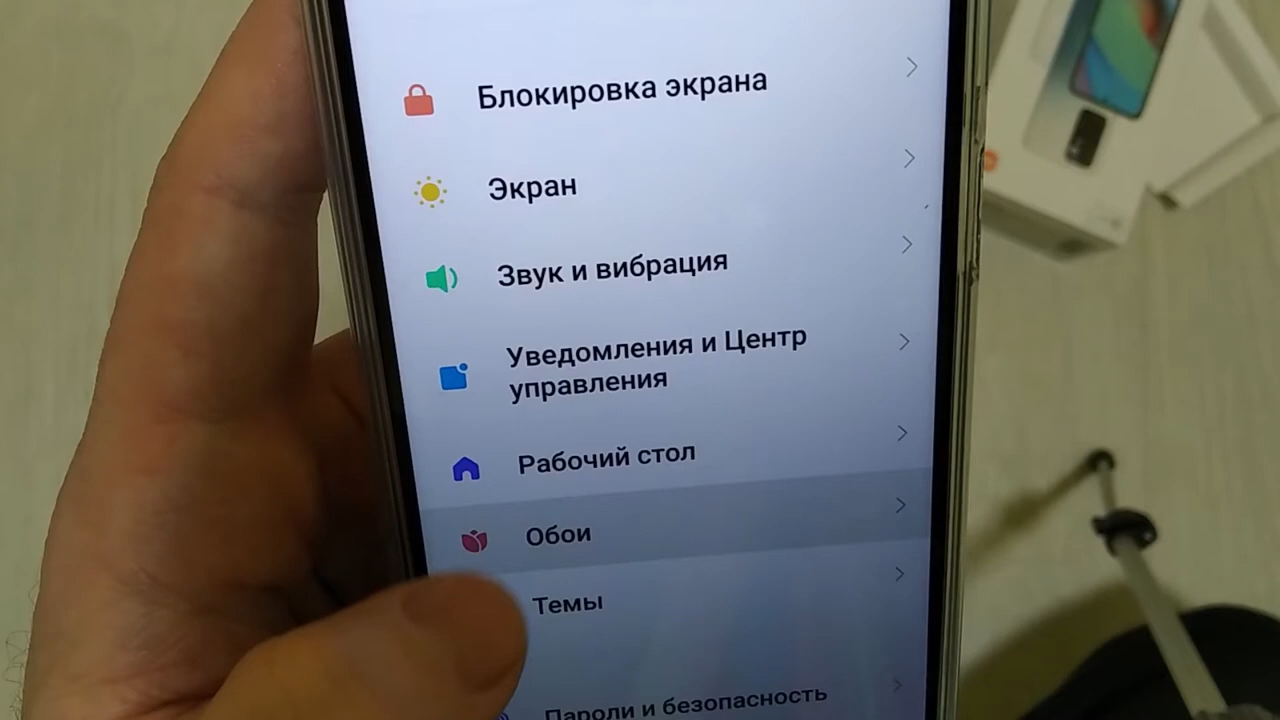 Блокировка экрана
Экран
Звук и вибрация
Уведомления и Центр
управления
Рабочий стол
Обои
Темы
Пароли и безопасность